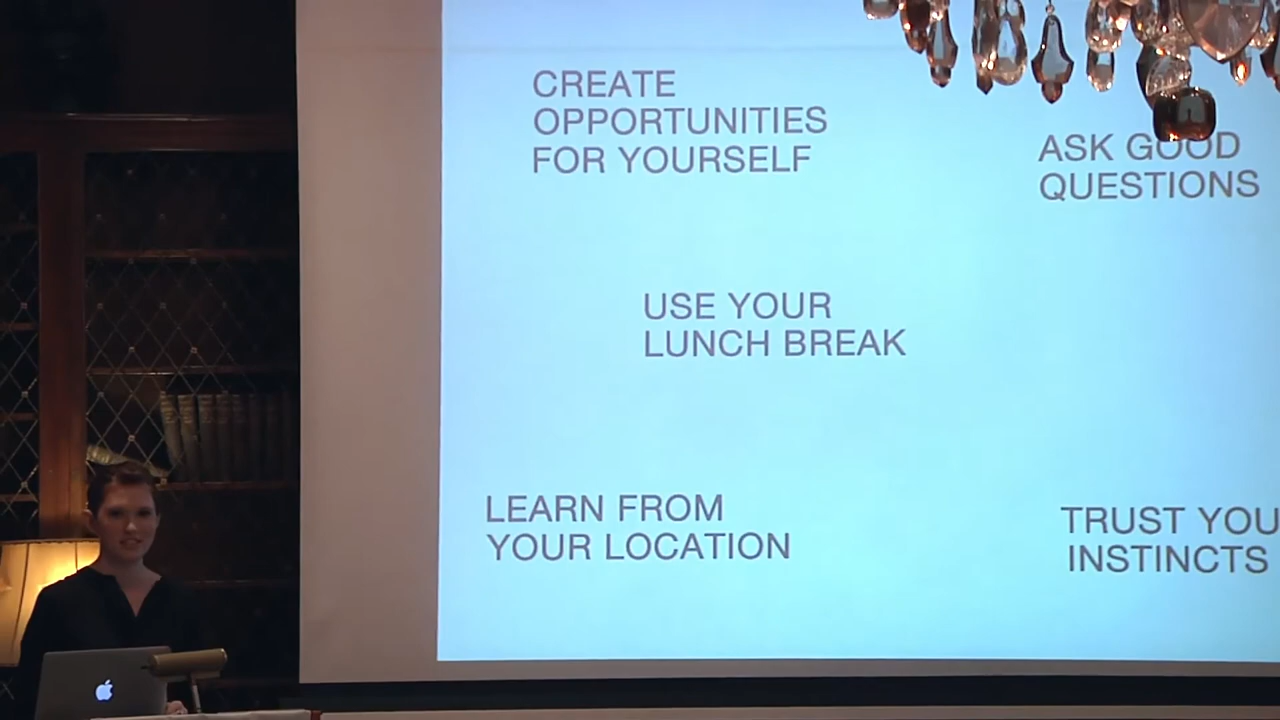 CREATE
OPPORTUNITIES
FOR YOURSELF
ASK GOOD
QUESTIONS
USE YOUR
LUNCH BREAK
LEARN FROM
YOUR LOCATION
TRUST YOU
INSTINCTS